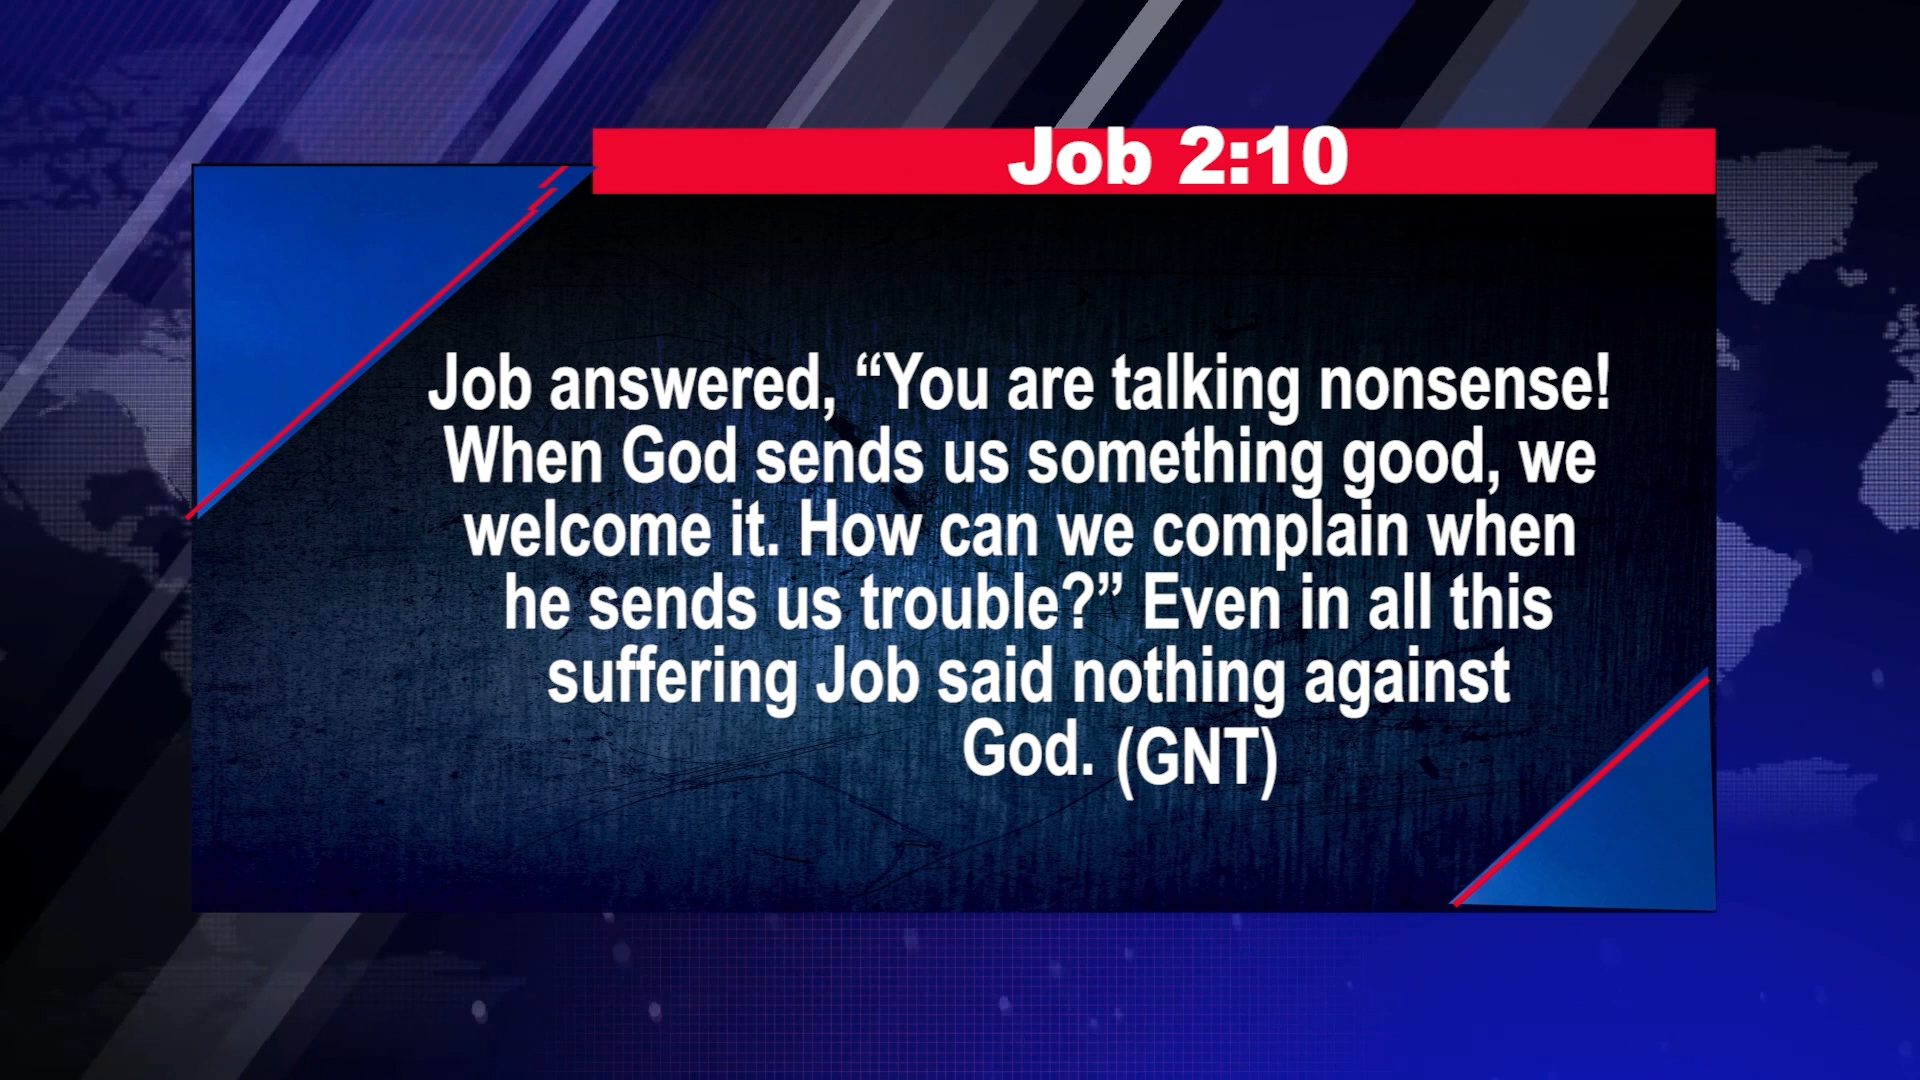 Job 2:10
Job answered, “You are talking nonsense!
When God sends us something good, we
welcome it. How can we complain when
he sends us trouble?” Even in all this
suffering Job said nothing against
God. (GNT)